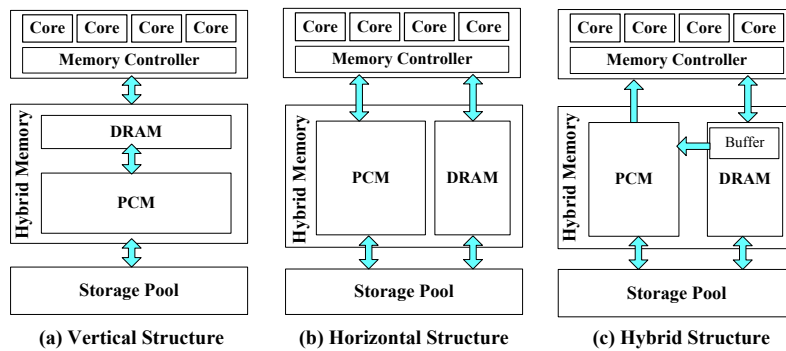 Core Core Core Core
Memory Controller
Hybrid Memory
DRAM
PCM
Storage Pool
(a) Vertical Structure
Core Core Core Core
Memory Controller
Hybrid Memory
PCM DRAM
Storage Pool
(b) Horizontal Structure
Core Core Core Core
Memory Controller
Hybrid Memory
Buffer
PCM DRAM
Storage Pool
(c) Hybrid Structure